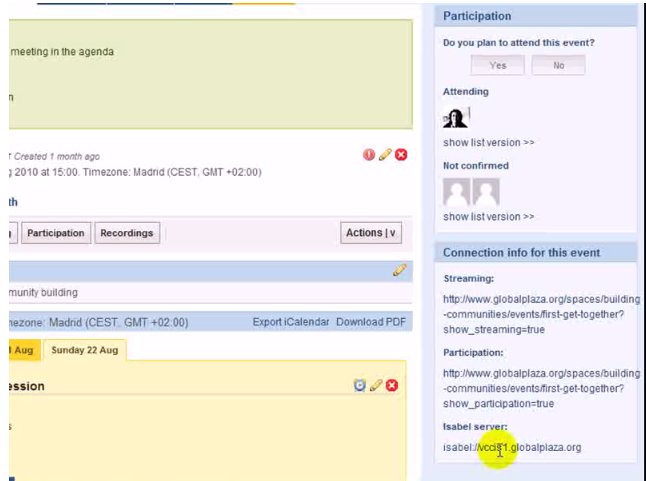 meeting in the agenda
n
Created 1 month ago
2010 at 15:00. Timezone: Madrid (CEST, GMT +02:00)
th
Participation
Recordings
Actions | v
munity building
nezone: Madrid (CEST, GMT +02:00)
Export iCalendar
Download PDF
Aug
Sunday 22 Aug
ession
s
Participation
Do you plan to attend this event?
Yes
No
Attending
show list version >>
Not confirmed
show list version >>
Connection info for this event
Streaming:
http://www.globalplaza.org/spaces/building
-communities/events/first-get-together?
show_streaming=true
Participation:
http://www.globalplaza.org/spaces/building
-communities/events/first-get-together?
show_participation=true
Isabel server:
isabel://vccis1.globalplaza.org